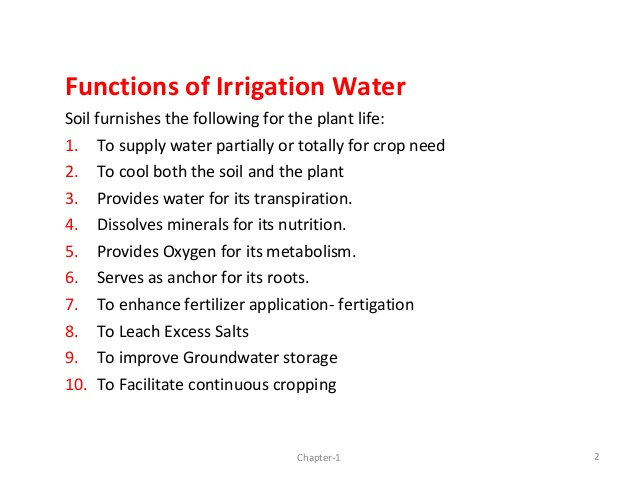 Functions of Irrigation Water
Soil furnishes the following for the plant life:
1. To supply water partially or totally for crop need
2. To cool both the soil and the plant
3. Provides water for its transpiration.
4. Dissolves minerals for its nutrition.
5. Provides Oxygen for its metabolism.
6. Serves as anchor for its roots.
7. To enhance fertilizer application- fertigation
8. To Leach Excess Salts
9. To improve Groundwater storage
10. To Facilitate continuous cropping
Chapter-1
2